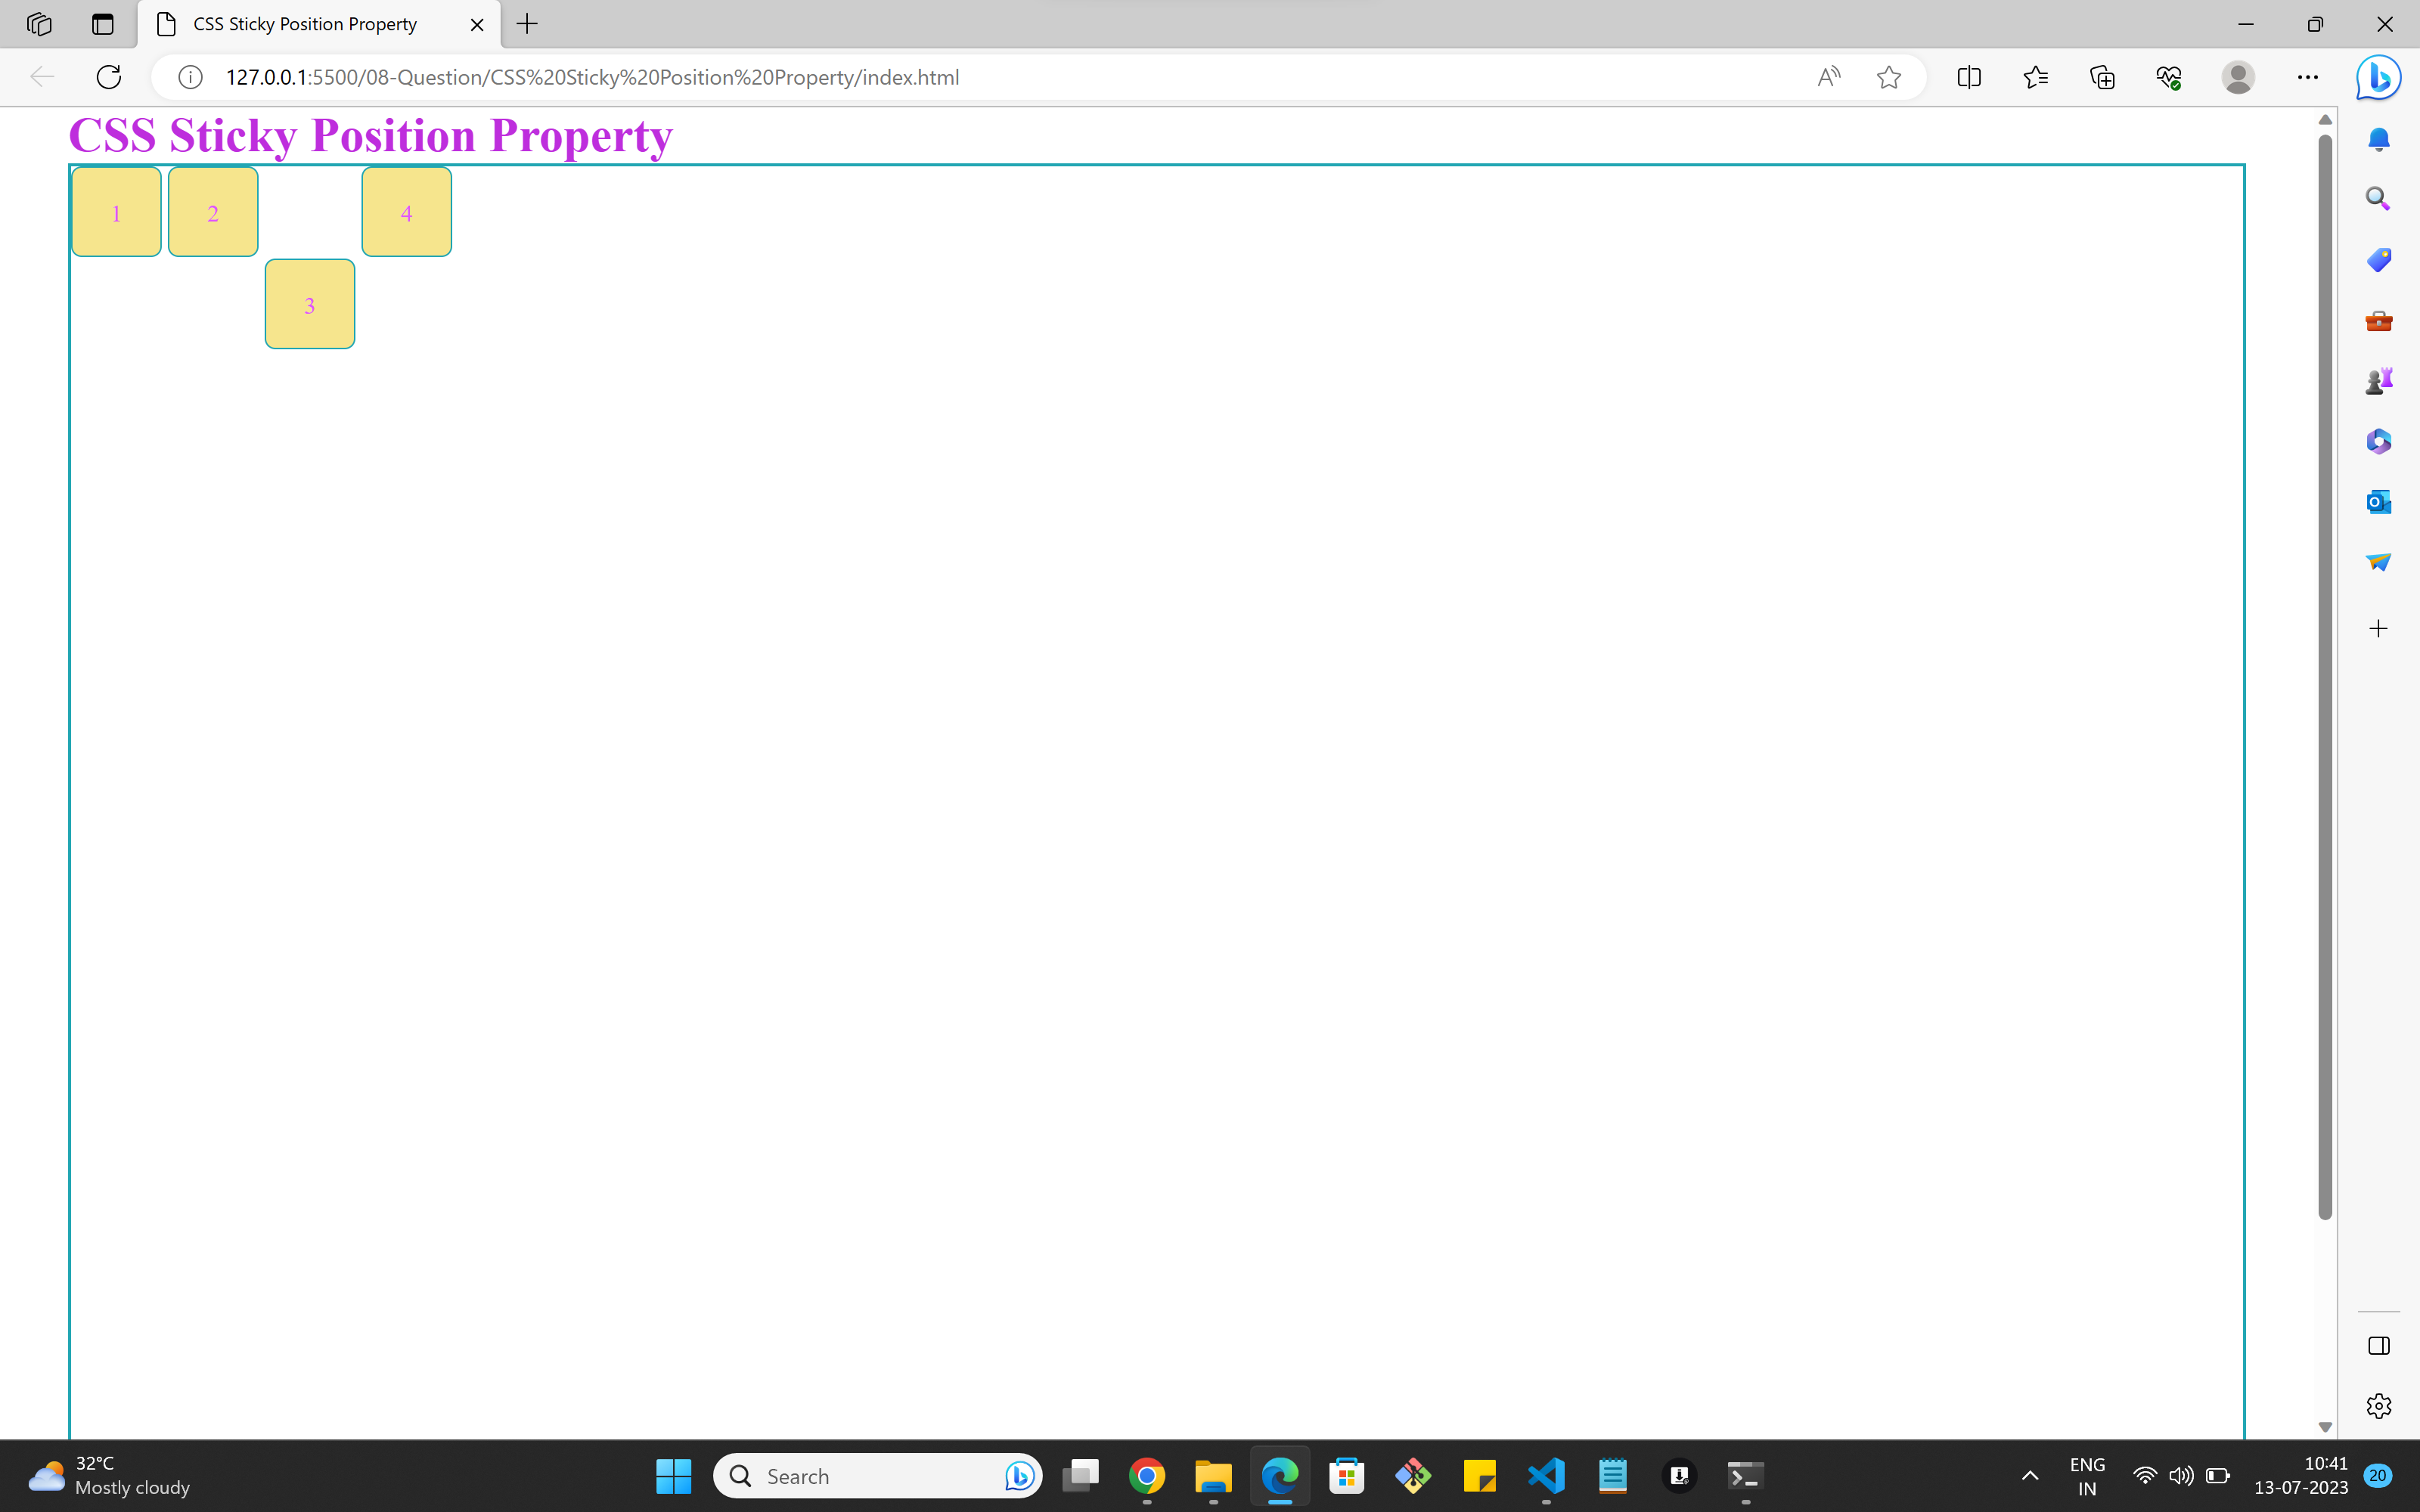 CSS Sticky Position Property
127.0.0.1:5500/08-Question/CSS%20Sticky%20Position%20Property/index.html
CSS Sticky Position Property
1 2 4
3
32°C
Mostly cloudy
Search
ENG
IN
10:41
13-07-2023
20